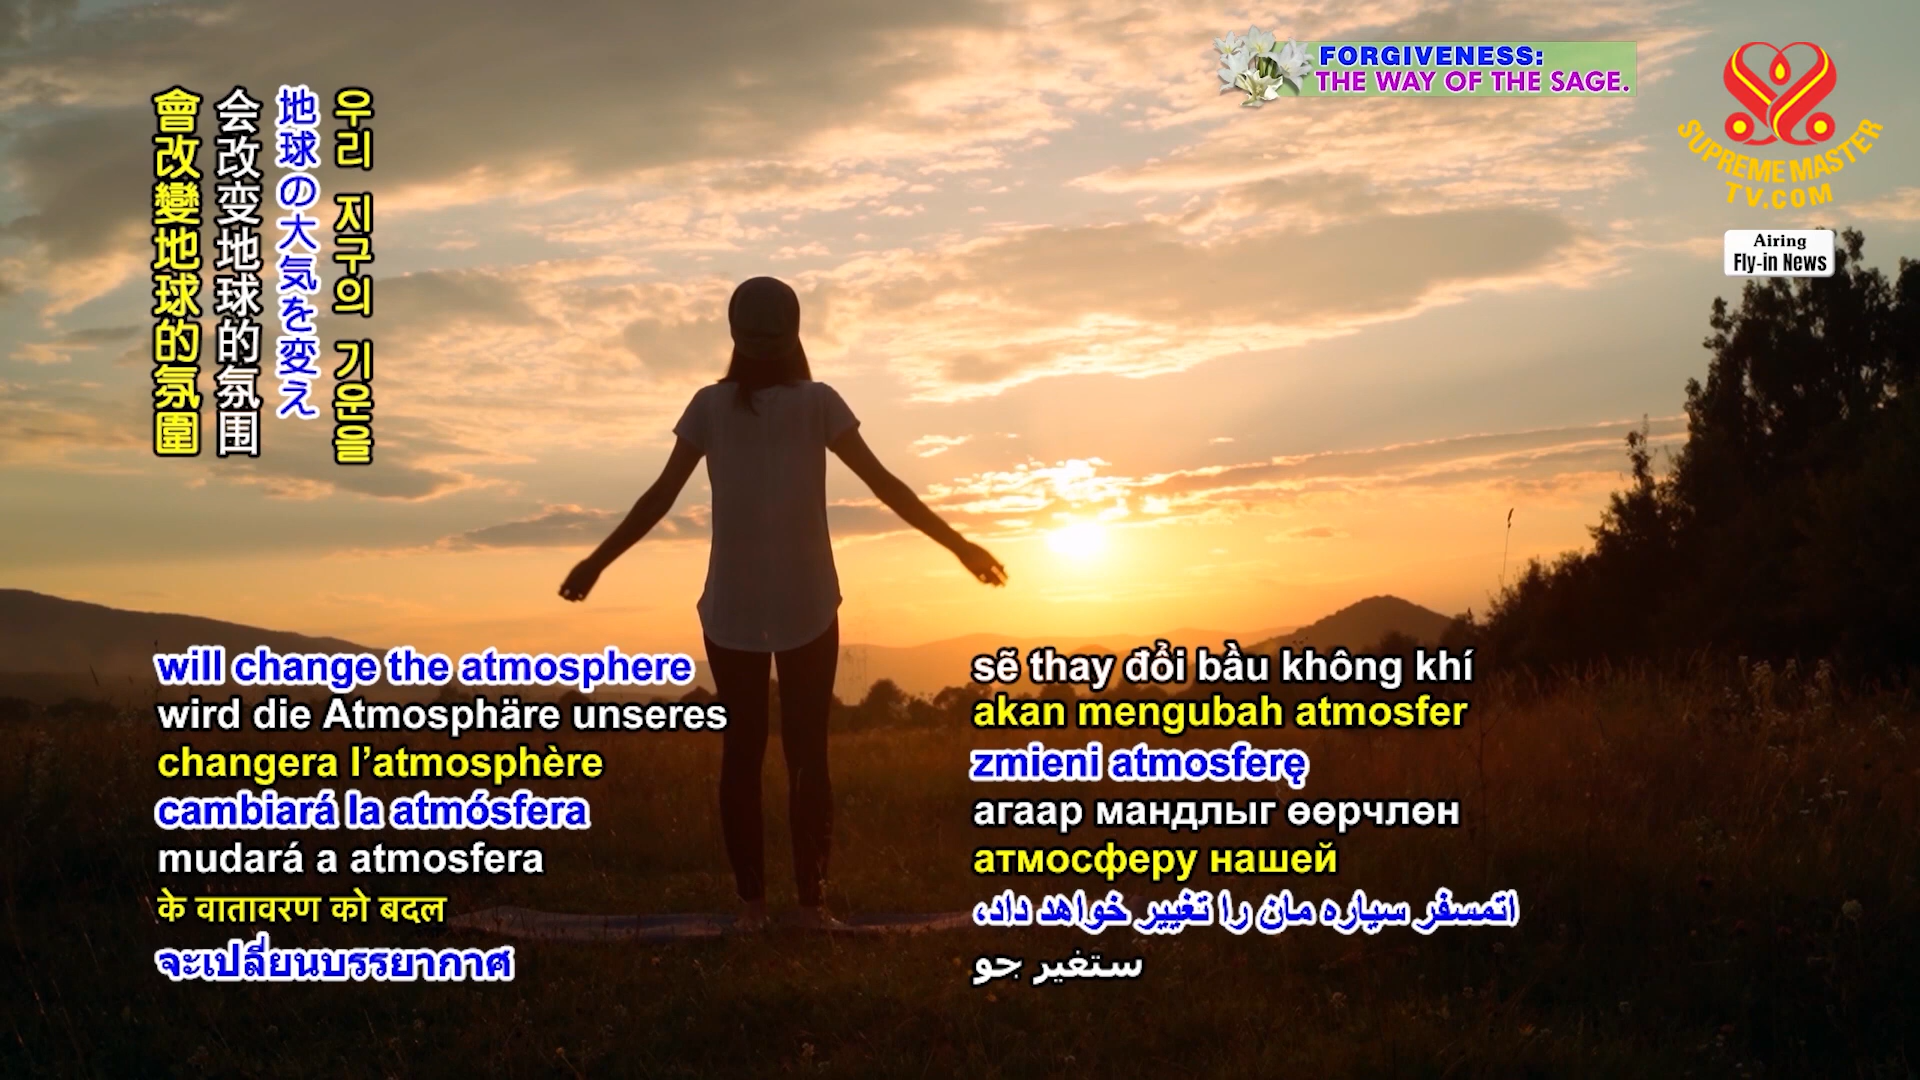 FORGIVENESS:
THE WAY OF THE SAGE.
SUPREME MASTER
TV.COM
Airing
Fly-in News
會改變地球的氛圍
会改变地球的氛围
地球の大気を変え
우리 지구의 기운을
will change the atmosphere
wird die Atmosphäre unseres
changera l’atmosphère
cambiará la atmósfera
mudará a atmosfera
के वातावरण को बदल
จะเปลี่ยนบรรยากาศ
sẽ thay đổi bầu không khí
akan mengubah atmosfer
zmieni atmosferę
агаар мандлыг өөрчлөн
атмосферу нашей
اتمسفر سیاره مان را تغییر خواهد داد،
ستغير جو